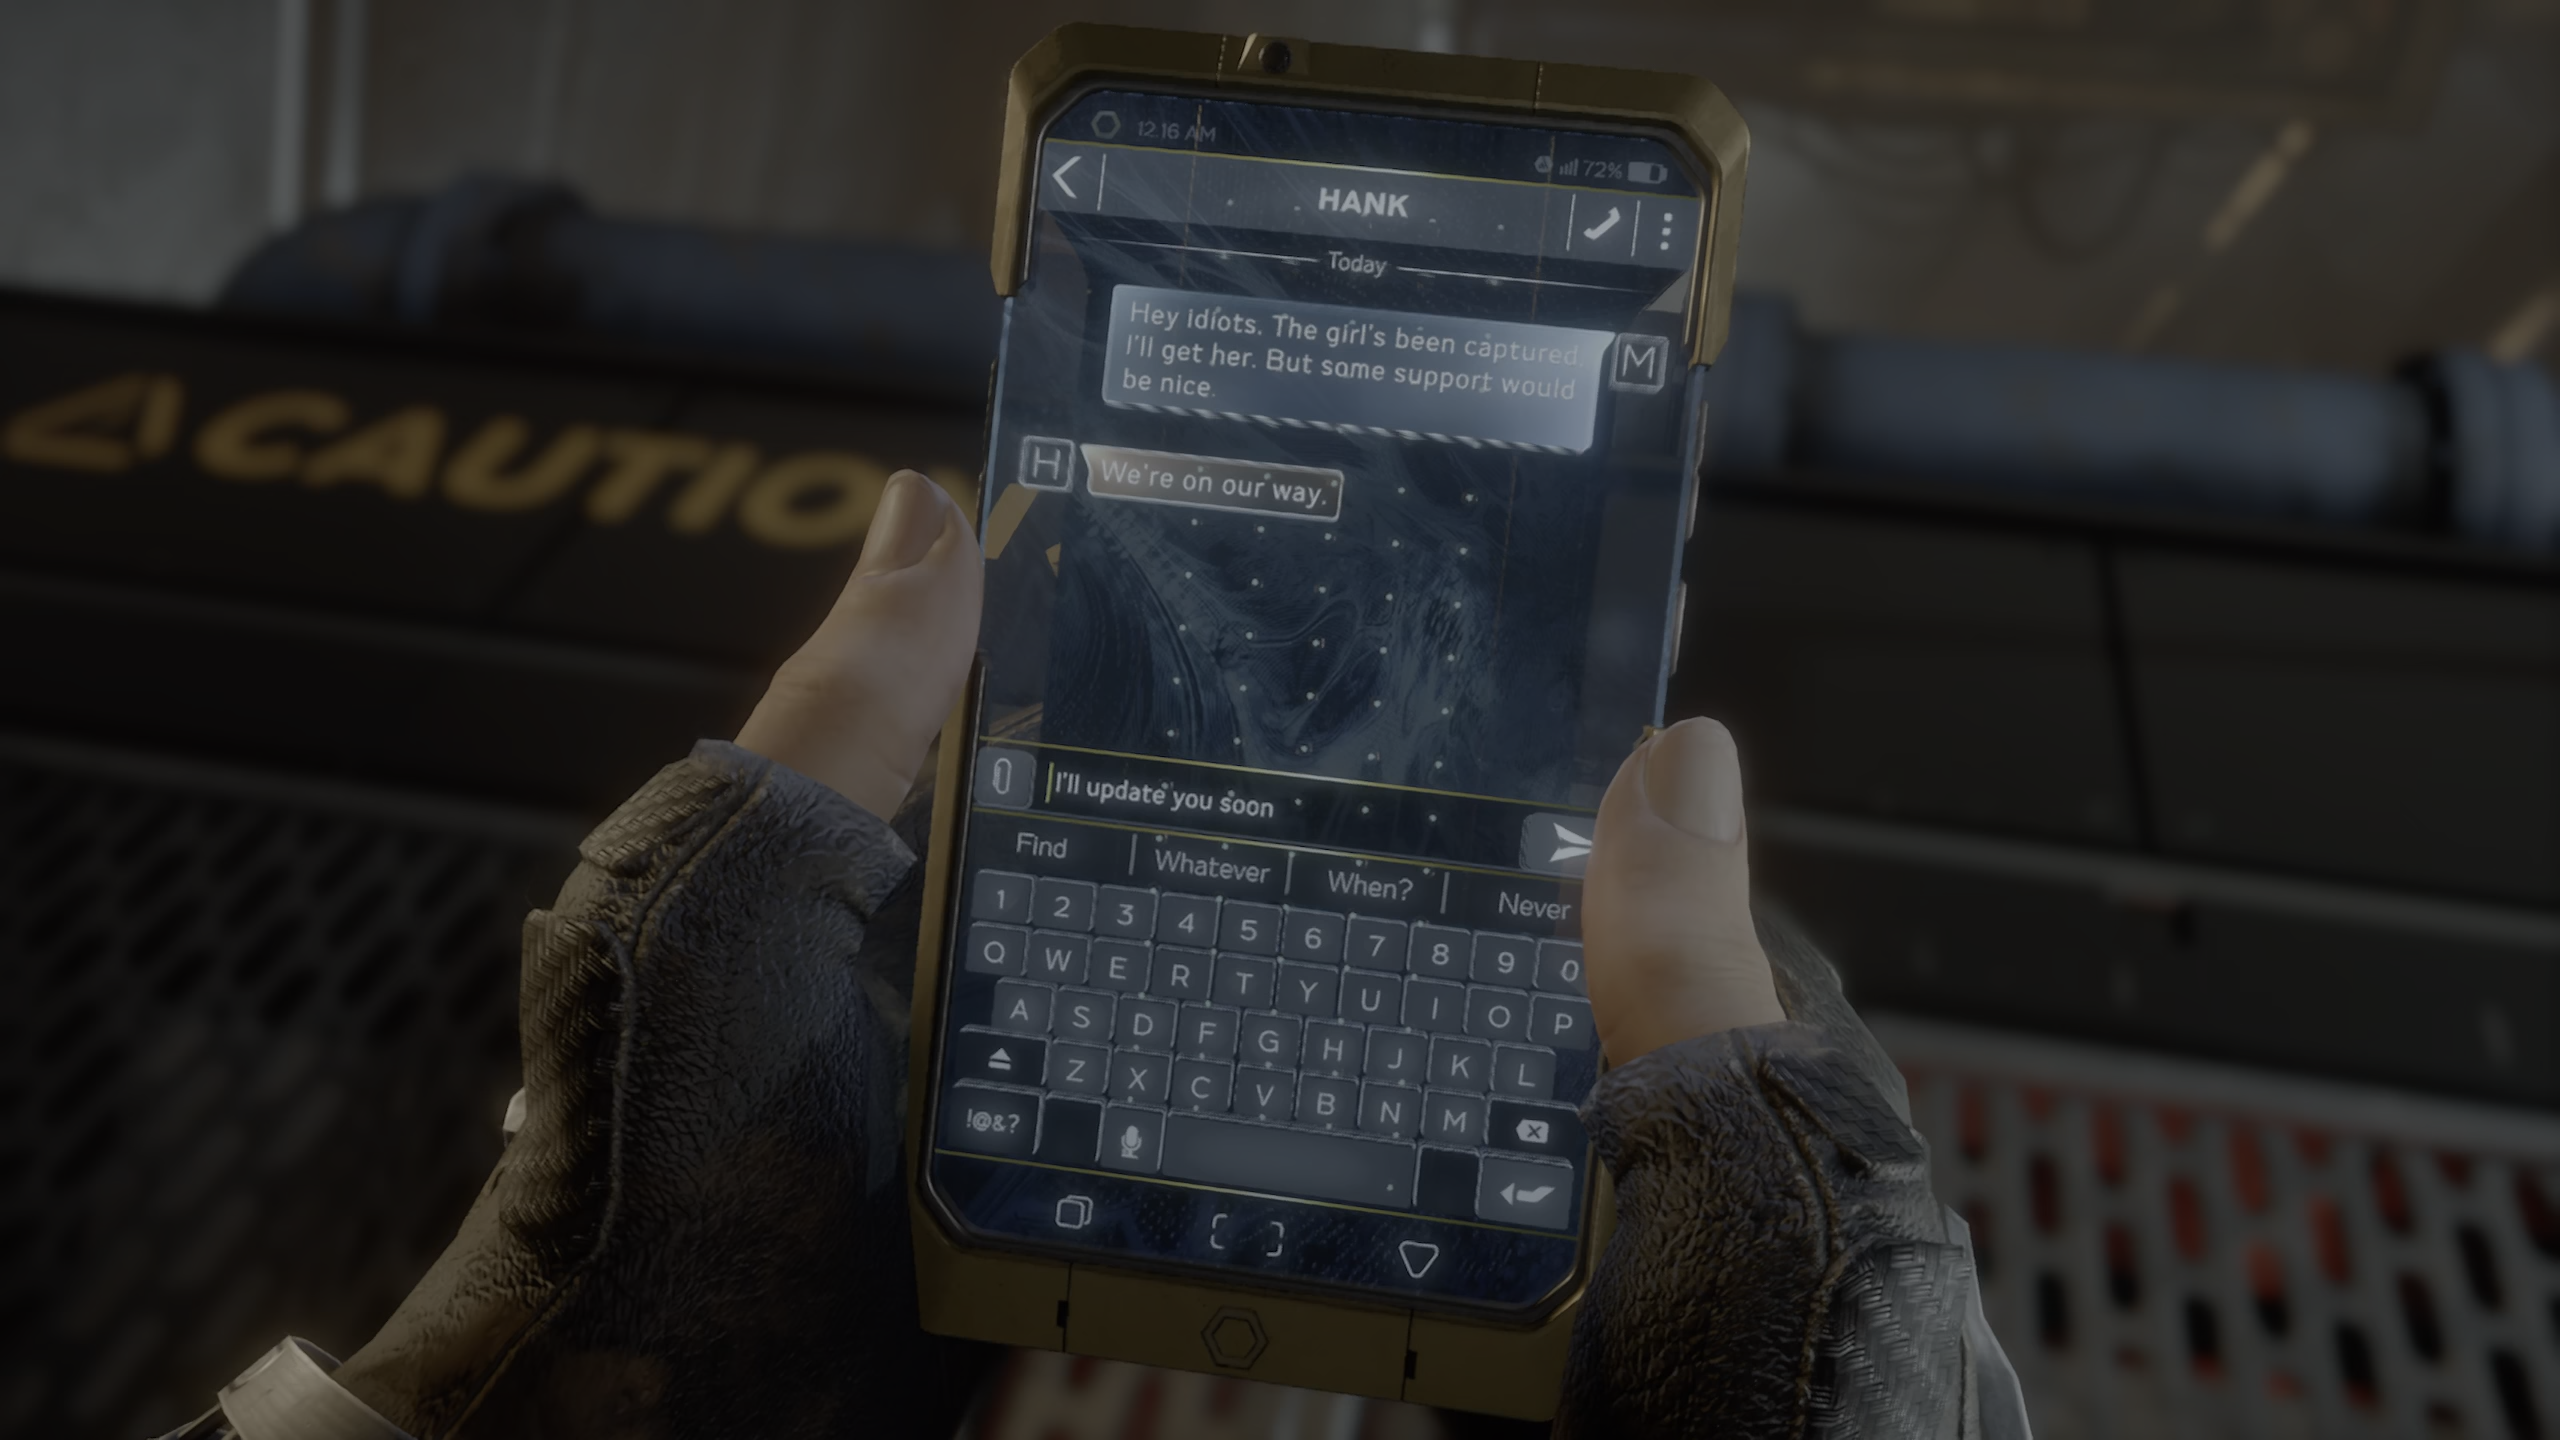 12:16 AM
72%
HANK
Today
Hey idiots. The girl's been captured.
I'll get her. But some support would
be nice.
M
H
We're on our way.
CAUTIO
I'll update you soon
Find Whatever When? Never
1 2 3 4 5 6 7 8 9 0
Q W E R T Y U I O P
A S D F G H J K L
Z X C V B N M
!@&?